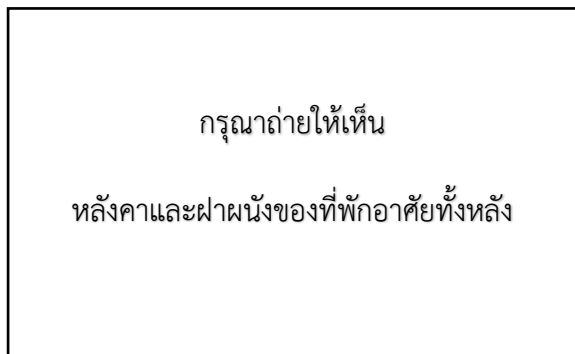 กรุณาถ่ายให้เห็น
หลังคาและฝาผนังของที่พักอาศัยทั้งหลัง